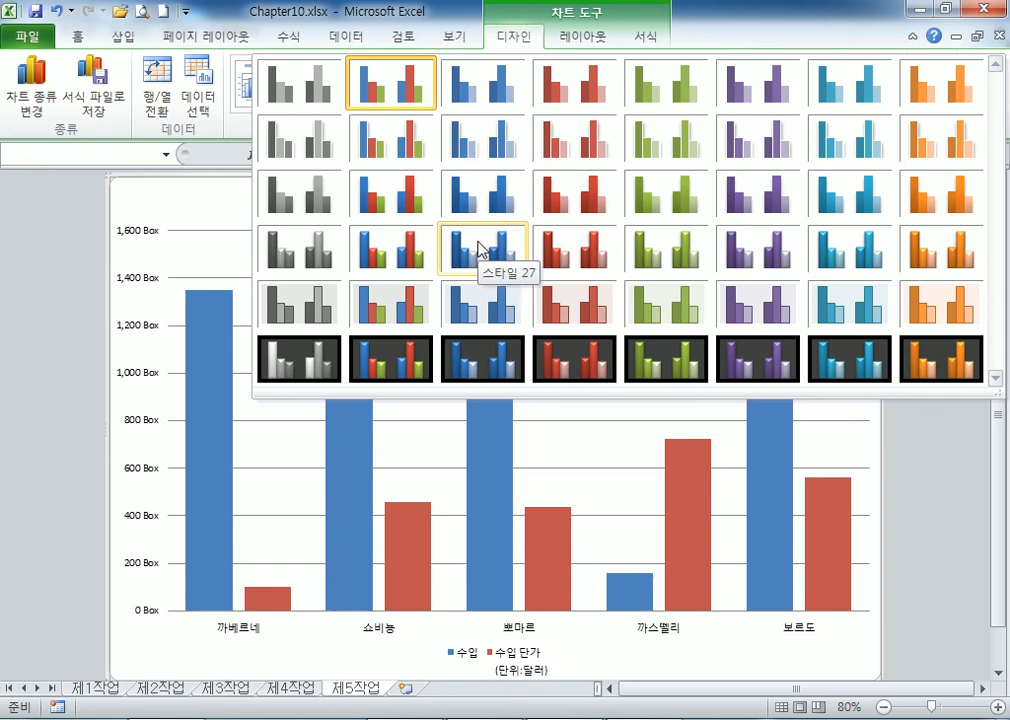 Chapter10.xlsx - Microsoft Excel
차트 도구
파일 홈 삽입 페이지 레이아웃 수식 데이터 검토 보기 디자인 레이아웃 서식
차트 종류 변경
서식 파일로 저장
행/열 전환
데이터 선택
종류
데이터
스타일 27
1,600 Box
1,400 Box
1,200 Box
1,000 Box
800 Box
600 Box
400 Box
200 Box
0 Box
까베르네 쇼비뇽 뽀마르 까스뗄리 보르도
수입 수입 단가
(단위:달러)
제1작업 제2작업 제3작업 제4작업 제5작업
준비
80%